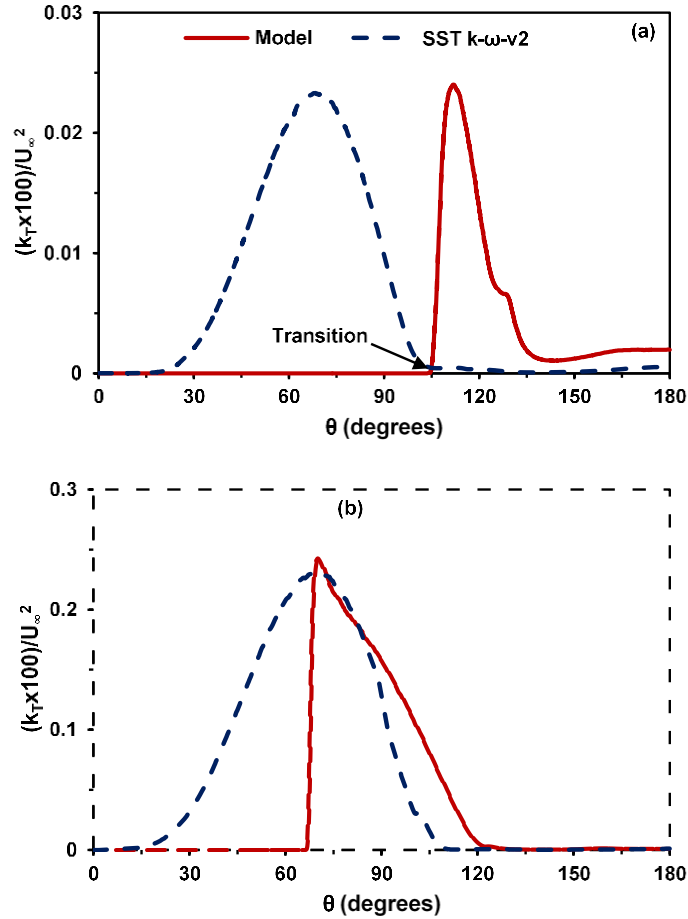 Model SST k-ω-v2 (a)
0.03
0.02
0.01
0
(k_T x100)/U_∞^2
Transition
0 30 60 90 120 150 180
θ (degrees)
(b)
0.3
0.2
0.1
0
(k_T x100)/U_∞^2
0 30 60 90 120 150 180
θ (degrees)